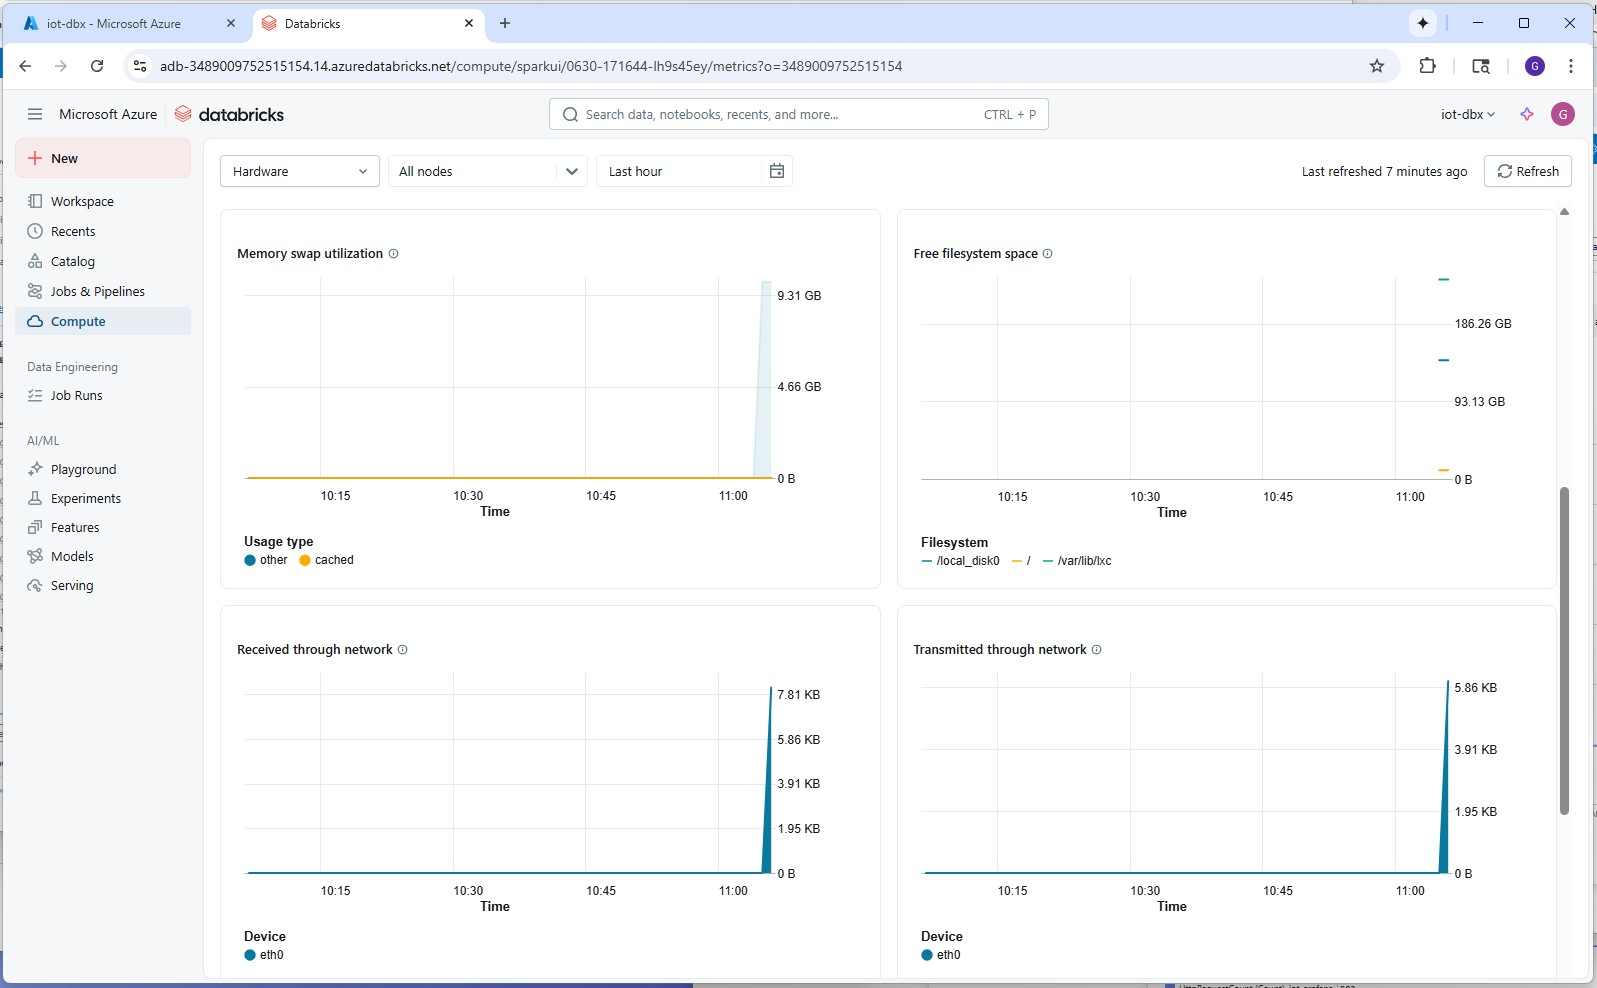 iot-dbx - Microsoft Azure
Databricks
adb-3489009752515154.14.azuredatabricks.net/compute/sparkui/0630-171644-lh9s45ey/metrics?o=3489009752515154
G
Microsoft Azure
databricks
Search data, notebooks, recents, and more...
CTRL + P
iot-dbx
G
New
Workspace
Recents
Catalog
Jobs & Pipelines
Compute
Data Engineering
Job Runs
AI/ML
Playground
Experiments
Features
Models
Serving
Hardware
All nodes
Last hour
Last refreshed 7 minutes ago
Refresh
Memory swap utilization
9.31 GB
4.66 GB
0 B
10:15
10:30
10:45
11:00
Time
Usage type
other
cached
Free filesystem space
186.26 GB
93.13 GB
0 B
10:15
10:30
10:45
11:00
Time
Filesystem
/local_disk0
/
/var/lib/lxc
Received through network
7.81 KB
5.86 KB
3.91 KB
1.95 KB
0 B
10:15
10:30
10:45
11:00
Time
Device
eth0
Transmitted through network
5.86 KB
3.91 KB
1.95 KB
0 B
10:15
10:30
10:45
11:00
Time
Device
eth0